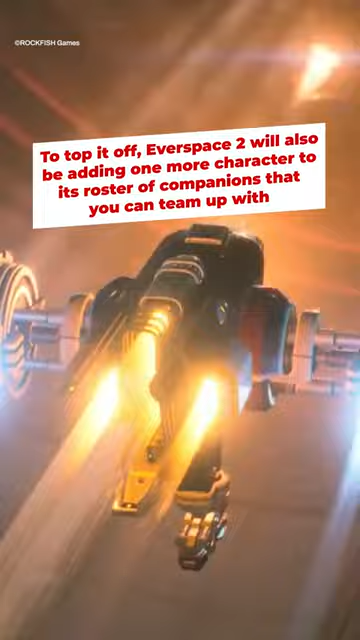 ©ROCKFISH Games
To top it off, Everspace 2 will also
be adding one more character to
its roster of companions that
you can team up with